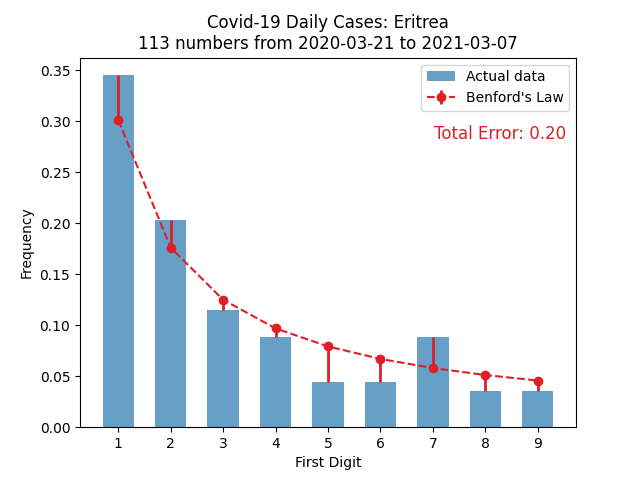 Covid-19 Daily Cases: Eritrea
113 numbers from 2020-03-21 to 2021-03-07
Actual data
Benford's Law
Total Error: 0.20
Frequency
0.35
0.30
0.25
0.20
0.15
0.10
0.05
0.00
1 2 3 4 5 6 7 8 9
First Digit